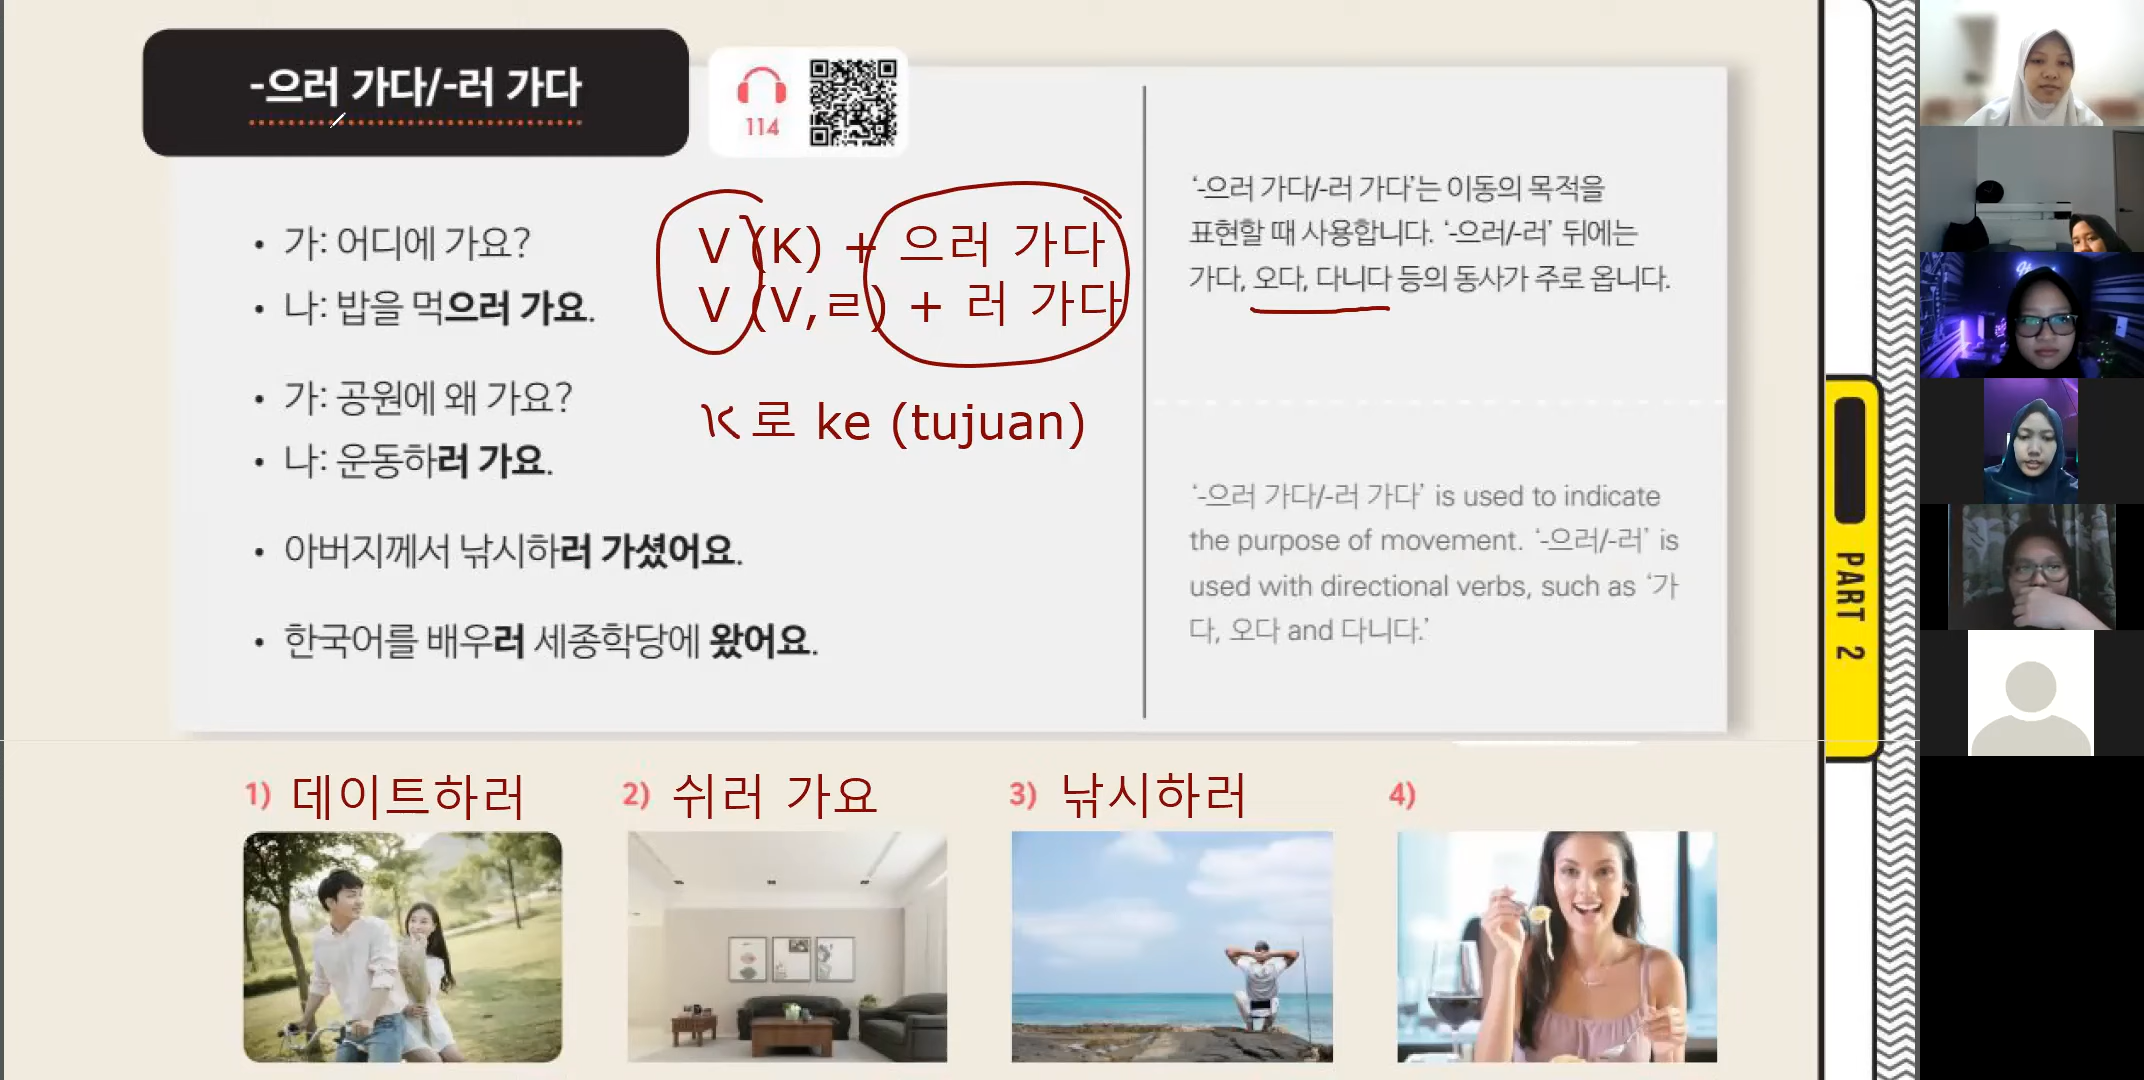 -으러 가다/-러 가다
114
• 가: 어디에 가요?
• 나: 밥을 먹으러 가요.
• 가: 공원에 왜 가요?
• 나: 운동하러 가요.
• 아버지께서 낚시하러 가셨어요.
• 한국어를 배우러 세종학당에 왔어요.
V (K) + 으러 가다
V (V,ㄹ) + 러 가다
로 ke (tujuan)
‘-으러 가다/-러 가다’는 이동의 목적을
표현할 때 사용합니다. ‘-으러/-러’ 뒤에는
가다, 오다, 다니다 등의 동사가 주로 옵니다.
‘-으러 가다/-러 가다’ is used to indicate
the purpose of movement. ‘-으러/-러’ is
used with directional verbs, such as ‘가
다, 오다 and 다니다.’
PART 2
1) 데이트하러
2) 쉬러 가요
3) 낚시하러
4)